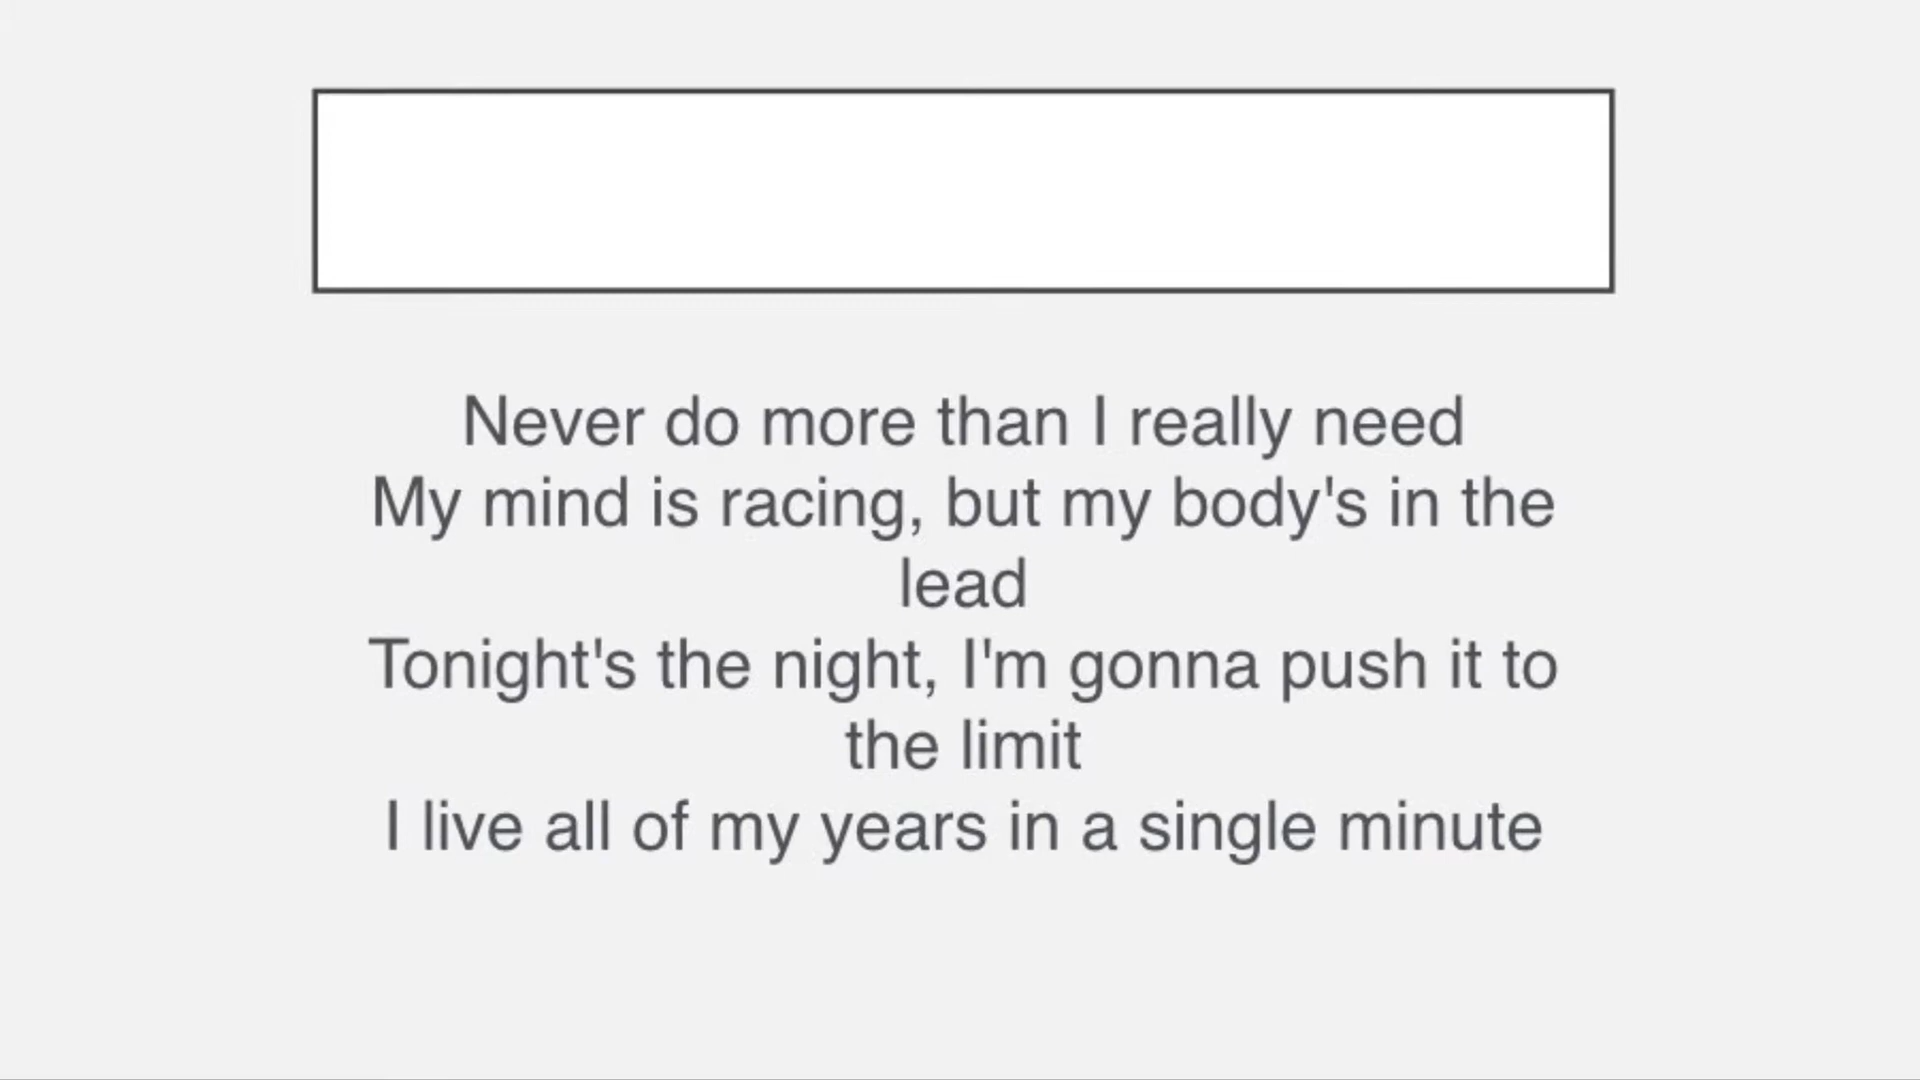 Never do more than I really need
My mind is racing, but my body's in the
lead
Tonight's the night, I'm gonna push it to
the limit
I live all of my years in a single minute